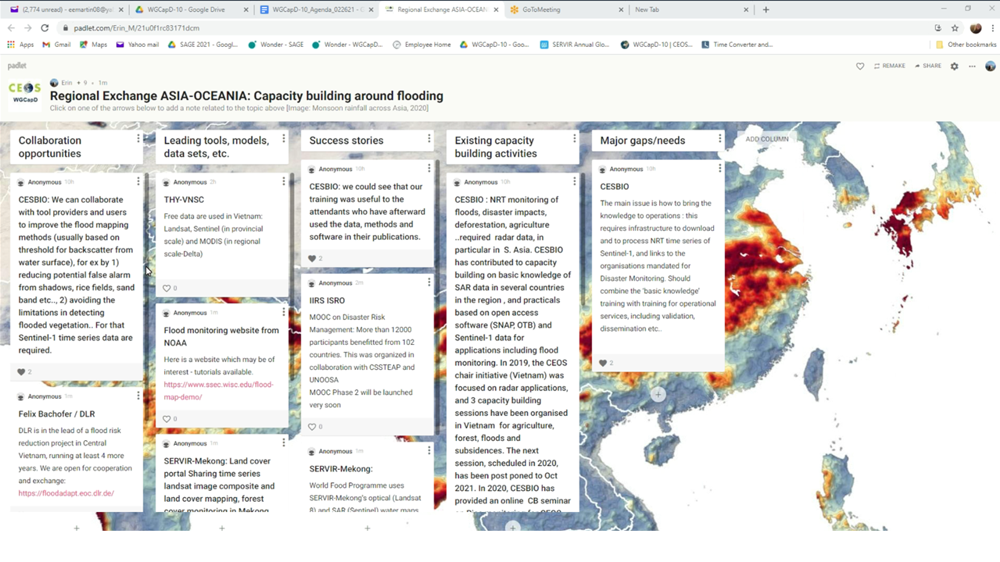 (2,774 unread) - eemartin08@ya
WGCapD-10 - Google Drive
WGCapD-10_Agenda_022621 -
Regional Exchange ASIA-OCEAN
GoToMeeting
New Tab
padlet.com/Erin_M/21u0f1rc83171dcm
Apps
Gmail
Maps
Yahoo mail
SAGE 2021 - Googl...
Wonder - SAGE
Wonder - WGCapD...
Employee Home
WGCapD-10 - Goo...
SERVIR Annual Glo...
WGCapD-10 | CEOS...
Time Converter and...
Other bookmarks
padlet
REMAKE
SHARE
CEOS
WGCapD
Erin + 9 • 1m
Regional Exchange ASIA-OCEANIA: Capacity building around flooding
Click on one of the arrows below to add a note related to the topic above [Image: Monsoon rainfall across Asia, 2020]
Collaboration
opportunities
Anonymous 10h
CESBIO: We can collaborate
with tool providers and users
to improve the flood mapping
methods (usually based on
threshold for backscatter from
water surface), for ex by 1)
reducing potential false alarm
from shadows, rice fields, sand
band etc.., 2) avoiding the
limitations in detecting
flooded vegetation.. For that
Sentinel-1 time series data are
required.
2
Anonymous 1m
Felix Bachofer / DLR
DLR is in the lead of a flood risk
reduction project in Central
Vietnam, running at least 4 more
years. We are open for cooperation
and exchange:
https://floodadapt.eoc.dlr.de/
Leading tools, models,
data sets, etc.
Anonymous 2h
THY-VNSC
Free data are used in Vietnam:
Landsat, Sentinel (in provincial
scale) and MODIS (in regional
scale-Delta)
0
Anonymous 1m
Flood monitoring website from
NOAA
Here is a website which may be of
interest - tutorials available.
https://www.ssec.wisc.edu/flood-
map-demo/
0
Anonymous 1m
SERVIR-Mekong: Land cover
portal Sharing time series
landsat image composite and
land cover mapping, forest
cover monitoring in Mekong
Success stories
Anonymous 10h
CESBIO: we could see that our
training was useful to the
attendants who have afterward
used the data, methods and
software in their publications.
2
Anonymous 2m
IIRS ISRO
MOOC on Disaster Risk
Management: More than 12000
participants benefitted from 102
countries. This was organized in
collaboration with CSSTEAP and
UNOOSA
MOOC Phase 2 will be launched
very soon
0
Anonymous 1m
SERVIR-Mekong:
World Food Programme uses
SERVIR-Mekong's optical (Landsat
8) and SAR (Sentinel) water maps
Existing capacity
building activities
Anonymous 10h
CESBIO : NRT monitoring of
floods, disaster impacts,
deforestation, agriculture
..required radar data, in
particular in S. Asia. CESBIO
has contributed to capacity
building on basic knowledge of
SAR data in several countries
in the region , and practicals
based on open access
software (SNAP, OTB) and
Sentinel-1 data for
applications including flood
monitoring. In 2019, the CEOS
chair initiative (Vietnam) was
focused on radar applications,
and 3 capacity building
sessions have been organised
in Vietnam for agriculture,
forest, floods and
subsidences. The next
session, scheduled in 2020,
has been post poned to Oct
2021. In 2020, CESBIO has
provided an online CB seminar
Major gaps/needs
Anonymous 10h
CESBIO
The main issue is how to bring the
knowledge to operations : this
requires infrastructure to download
and to process NRT time series of
Sentinel-1, and links to the
organisations mandated for
Disaster Monitoring. Should
combine the 'basic knowledge'
training with training for operational
services, including validation,
dissemination etc..
2
ADD COLUMN